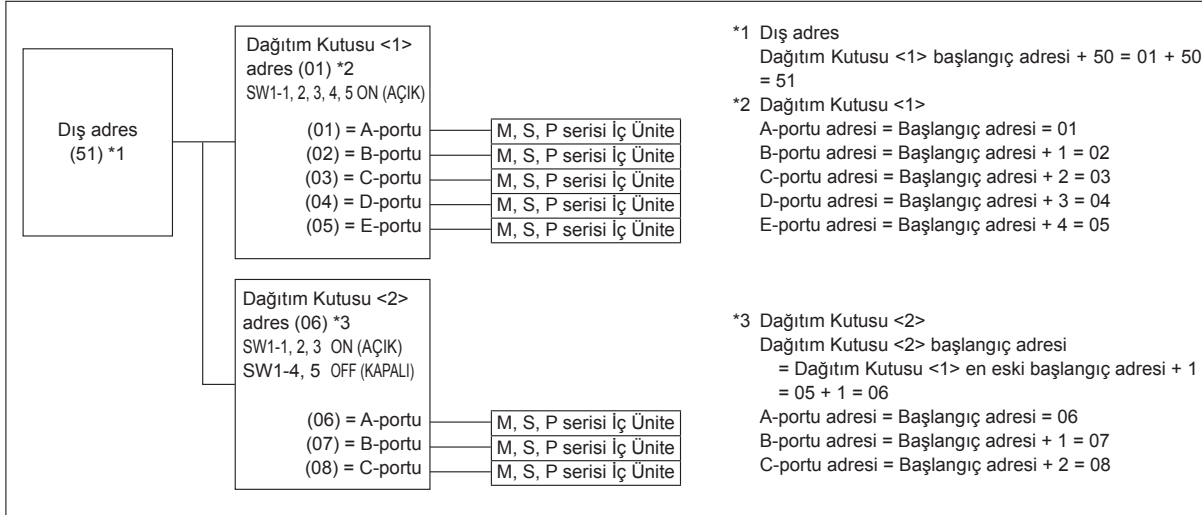 Dış adres
(51) *1
Dağıtım Kutusu <1>
adres (01) *2
SW1-1, 2, 3, 4, 5 ON (AÇIK)
(01) = A-portu
M, S, P serisi İç Ünite
(02) = B-portu
M, S, P serisi İç Ünite
(03) = C-portu
M, S, P serisi İç Ünite
(04) = D-portu
M, S, P serisi İç Ünite
(05) = E-portu
M, S, P serisi İç Ünite
Dağıtım Kutusu <2>
adres (06) *3
SW1-1, 2, 3 ON (AÇIK)
SW1-4, 5 OFF (KAPALI)
(06) = A-portu
M, S, P serisi İç Ünite
(07) = B-portu
M, S, P serisi İç Ünite
(08) = C-portu
M, S, P serisi İç Ünite
*1 Dış adres
Dağıtım Kutusu <1> başlangıç adresi + 50 = 01 + 50
= 51
*2 Dağıtım Kutusu <1>
A-portu adresi = Başlangıç adresi = 01
B-portu adresi = Başlangıç adresi + 1 = 02
C-portu adresi = Başlangıç adresi + 2 = 03
D-portu adresi = Başlangıç adresi + 3 = 04
E-portu adresi = Başlangıç adresi + 4 = 05
*3 Dağıtım Kutusu <2>
Dağıtım Kutusu <2> başlangıç adresi
= Dağıtım Kutusu <1> en eski başlangıç adresi + 1
= 05 + 1 = 06
A-portu adresi = Başlangıç adresi = 06
B-portu adresi = Başlangıç adresi + 1 = 07
C-portu adresi = Başlangıç adresi + 2 = 08